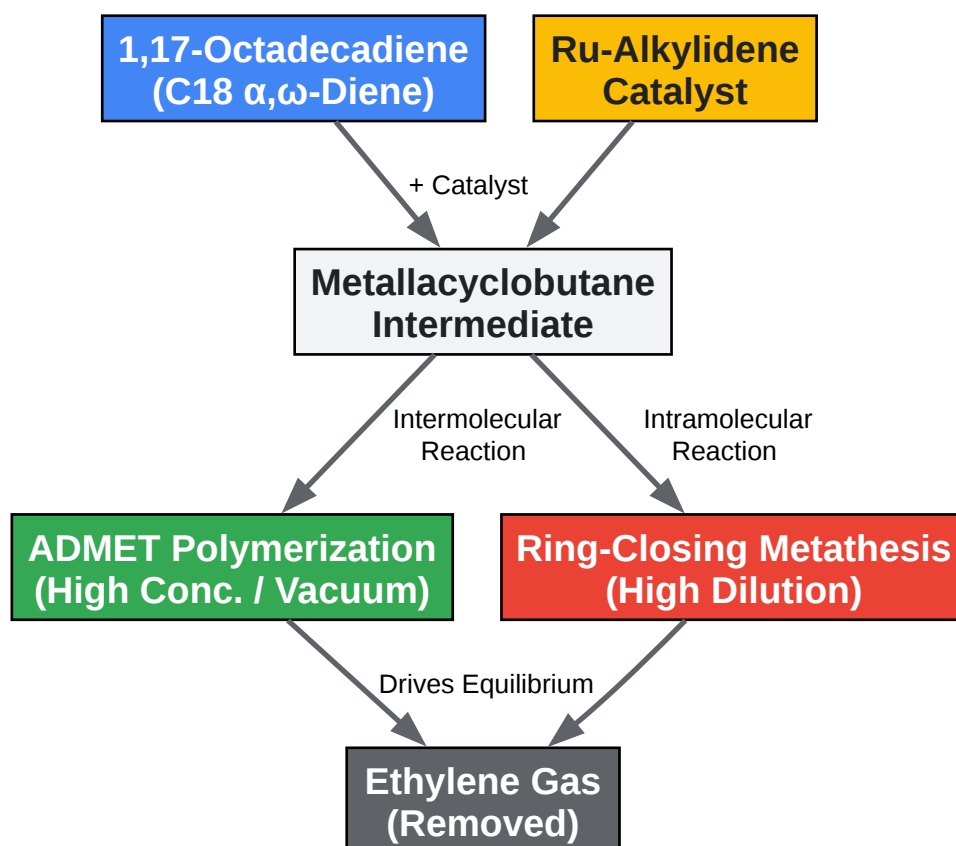 1,17-Octadecadiene
(C18 α,ω-Diene)
Ru-Alkylidene
Catalyst
+ Catalyst
Metallacyclobutane
Intermediate
Intermolecular
Reaction
Intramolecular
Reaction
ADMET Polymerization
(High Conc. / Vacuum)
Ring-Closing Metathesis
(High Dilution)
Drives Equilibrium
Ethylene Gas
(Removed)